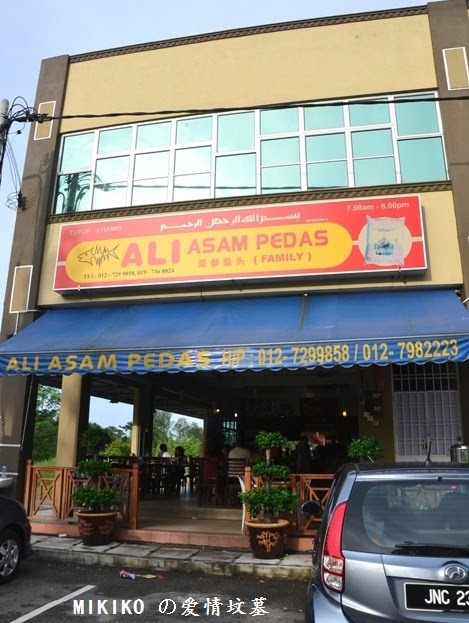 بسم الله الرحمن الرحيم
TUTUP KHAMIS
7.00am - 6.00pm
ALI ASAM PEDAS
亚参鱼头 ( FAMILY )
TEL: 012 - 729 9858, 019 - 736 8824
ALI ASAM PEDAS H/P : 012- 7299858 / 012- 7982223
JNC 23
MIKIKO の愛情坟墓